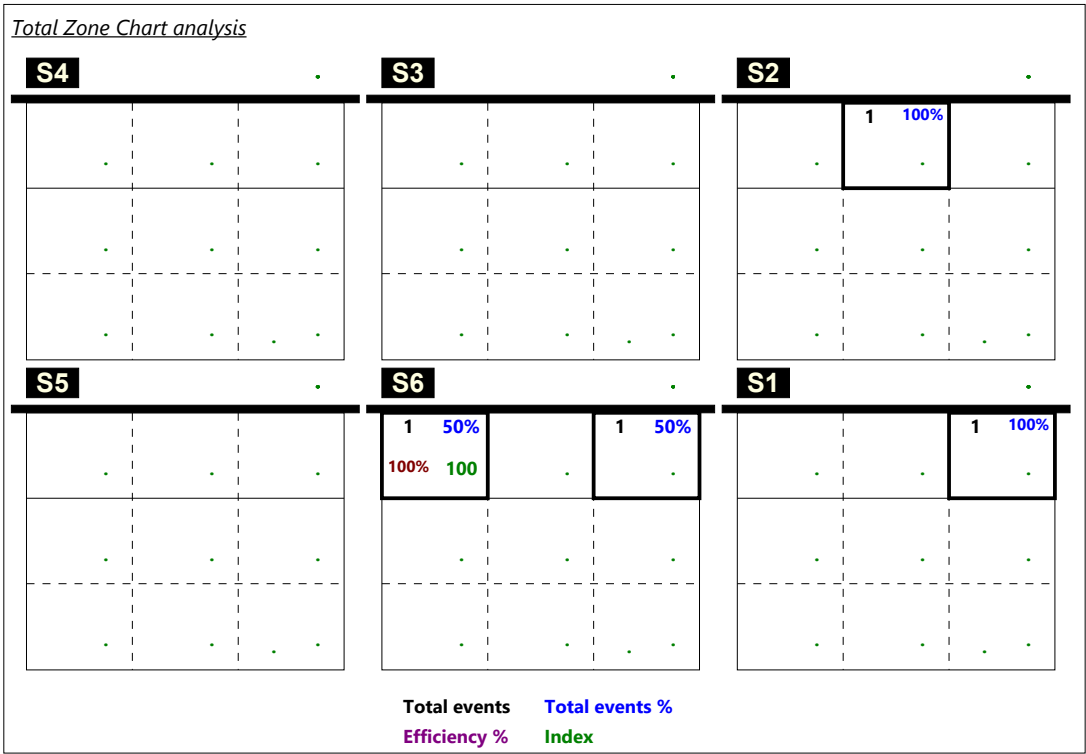 Total Zone Chart analysis
S4 S3 S2
1 100%
S5 S6 S1
1 50% 1 50% 1 100%
100% 100
Total events Total events %
Efficiency % Index